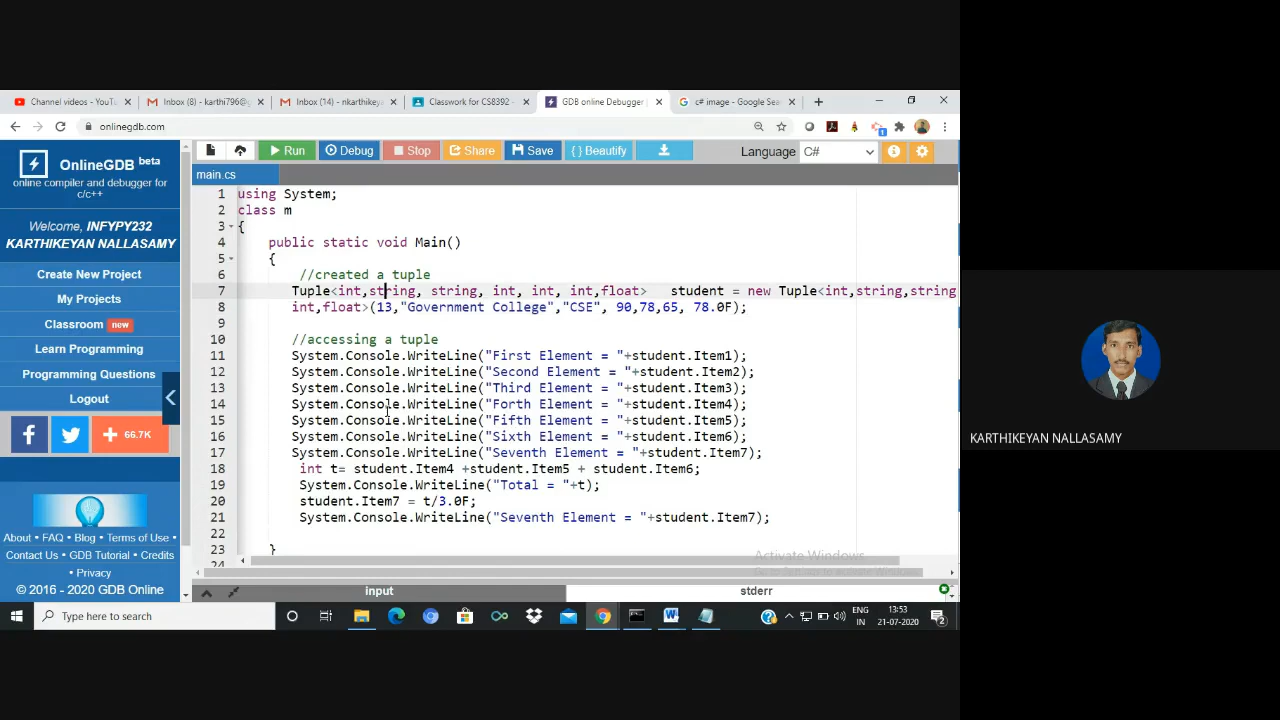 Channel videos - YouTu
Inbox (8) - karthi796@g
Inbox (14) - nkarthikeya
Classwork for CS8392 -
GDB online Debugger
c# image - Google Sea
onlinegdb.com
OnlineGDB beta
online compiler and debugger for
c/c++
Welcome, INFYPY232
KARTHIKEYAN NALLASAMY
Create New Project
My Projects
Classroom new
Learn Programming
Programming Questions
Logout
66.7K
About • FAQ • Blog • Terms of Use •
Contact Us • GDB Tutorial • Credits
• Privacy
© 2016 - 2020 GDB Online
Run Debug Stop Share Save { } Beautify Language C#
main.cs
1 using System;
2 class m
3 {
4 public static void Main()
5 {
6 //created a tuple
7 Tuple<int,string, string, int, int, int,float> student = new Tuple<int,string,string
8 int,float>(13,"Government College","CSE", 90,78,65, 78.0F);
9
10 //accessing a tuple
11 System.Console.WriteLine("First Element = "+student.Item1);
12 System.Console.WriteLine("Second Element = "+student.Item2);
13 System.Console.WriteLine("Third Element = "+student.Item3);
14 System.Console.WriteLine("Forth Element = "+student.Item4);
15 System.Console.WriteLine("Fifth Element = "+student.Item5);
16 System.Console.WriteLine("Sixth Element = "+student.Item6);
17 System.Console.WriteLine("Seventh Element = "+student.Item7);
18 int t= student.Item4 +student.Item5 + student.Item6;
19 System.Console.WriteLine("Total = "+t);
20 student.Item7 = t/3.0F;
21 System.Console.WriteLine("Seventh Element = "+student.Item7);
22
23 }
24
Activate Windows
Go to Settings to activate Windows.
input
stderr
Type here to search
ENG
IN
13:53
21-07-2020
2
KARTHIKEYAN NALLASAMY